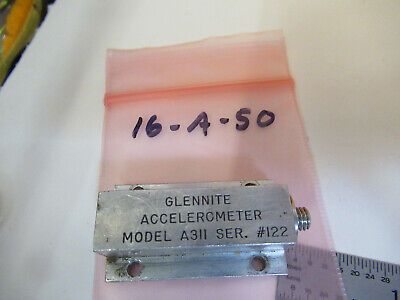 16-A-50
GLENNITE
ACCELEROMETER
MODEL A311 SER. #122